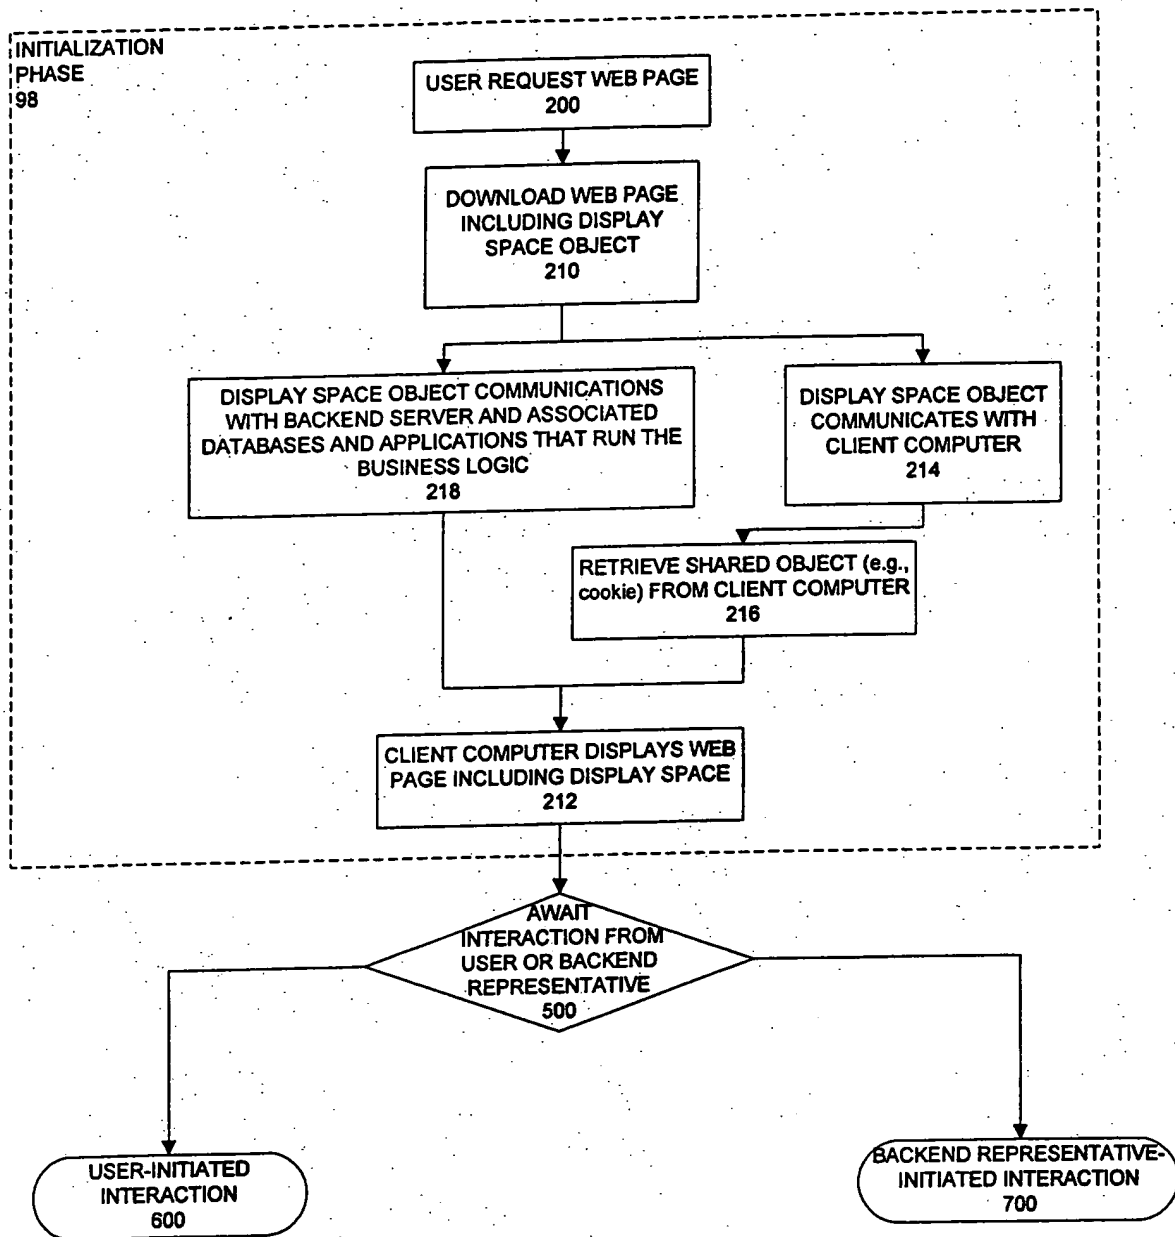 INITIALIZATION
PHASE
98
USER REQUEST WEB PAGE
200
DOWNLOAD WEB PAGE
INCLUDING DISPLAY
SPACE OBJECT
210
DISPLAY SPACE OBJECT COMMUNICATIONS
WITH BACKEND SERVER AND ASSOCIATED
DATABASES AND APPLICATIONS THAT RUN THE
BUSINESS LOGIC
218
DISPLAY SPACE OBJECT
COMMUNICATES WITH
CLIENT COMPUTER
214
RETRIEVE SHARED OBJECT (e.g.,
cookie) FROM CLIENT COMPUTER
216
CLIENT COMPUTER DISPLAYS WEB
PAGE INCLUDING DISPLAY SPACE
212
AWAIT
INTERACTION FROM
USER OR BACKEND
REPRESENTATIVE
500
USER-INITIATED
INTERACTION
600
BACKEND REPRESENTATIVE-
INITIATED INTERACTION
700